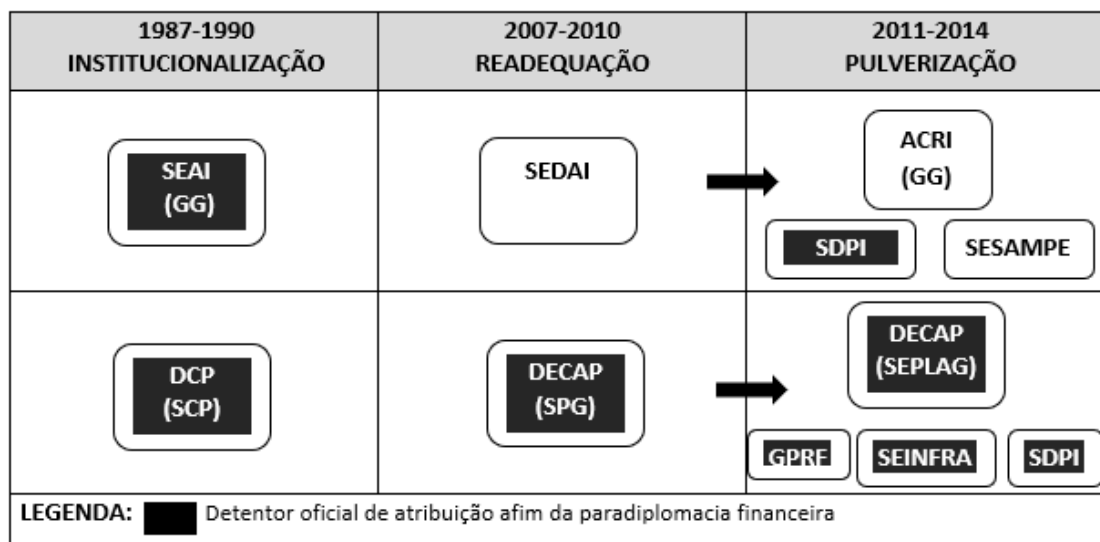 1987-1990
INSTITUCIONALIZAÇÃO
2007-2010
READEQUAÇÃO
2011-2014
PULVERIZAÇÃO
SEAI
(GG)
SEDAI
ACRI
(GG)
SDPI
SESAMPE
DCP
(SCP)
DECAP
(SPG)
DECAP
(SEPLAG)
GPRF
SEINFRA
SDPI
LEGENDA: Detentor oficial de atribuição afim da paradiplomacia financeira